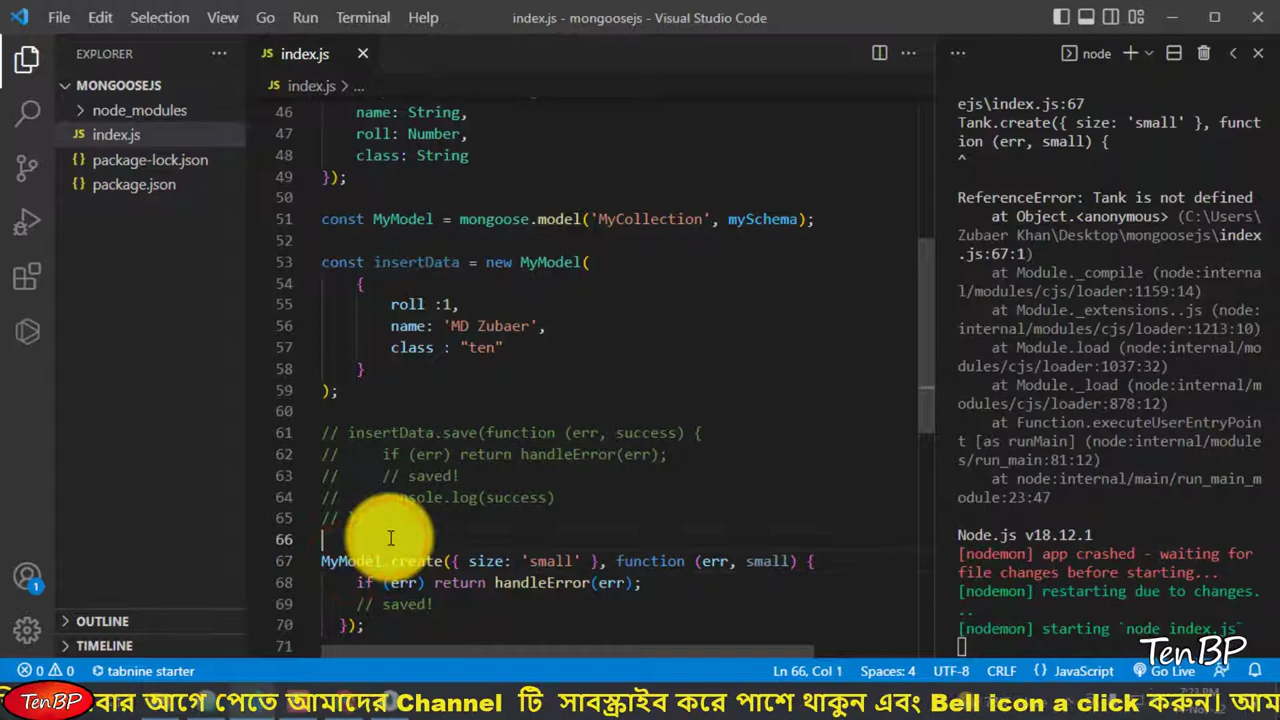 File Edit Selection View Go Run Terminal Help index.js - mongoosejs - Visual Studio Code
EXPLORER
MONGOOSEJS
node_modules
JS index.js
{} package-lock.json
{} package.json
OUTLINE
TIMELINE
JS index.js
JS index.js > ...
46 name: String,
47 roll: Number,
48 class: String
49 });
50
51 const MyModel = mongoose.model('MyCollection', mySchema);
52
53 const insertData = new MyModel(
54 {
55 roll :1,
56 name: 'MD Zubaer',
57 class : "ten"
58 }
59 );
60
61 // insertData.save(function (err, success) {
62 // if (err) return handleError(err);
63 // // saved!
64 // nsole.log(success)
65 //
66
67 MyModel.create({ size: 'small' }, function (err, small) {
68 if (err) return handleError(err);
69 // saved!
70 });
71
node
ejs\index.js:67
Tank.create({ size: 'small' }, funct
ion (err, small) {
^
ReferenceError: Tank is not defined
at Object.<anonymous> (C:\Users\
Zubaer Khan\Desktop\mongoosejs\index
.js:67:1)
at Module._compile (node:interna
l/modules/cjs/loader:1159:14)
at Module._extensions..js (node:
internal/modules/cjs/loader:1213:10)
at Module.load (node:internal/mo
dules/cjs/loader:1037:32)
at Module._load (node:internal/m
odules/cjs/loader:878:12)
at Function.executeUserEntryPoin
t [as runMain] (node:internal/module
s/run_main:81:12)
at node:internal/main/run_main_m
odule:23:47
Node.js v18.12.1
[nodemon] app crashed - waiting for
file changes before starting...
[nodemon] restarting due to changes.
..
[nodemon] starting `node index.js`
TenBP
1
0 0 tabnine starter Ln 66, Col 1 Spaces: 4 UTF-8 CRLF {} JavaScript Go Live
7:23 PM
TenBP বার আগে পেতে আমাদের Channel টি সাবস্ক্রাইব করে পাশে থাকুন এবং Bell icon a click করুন। আম